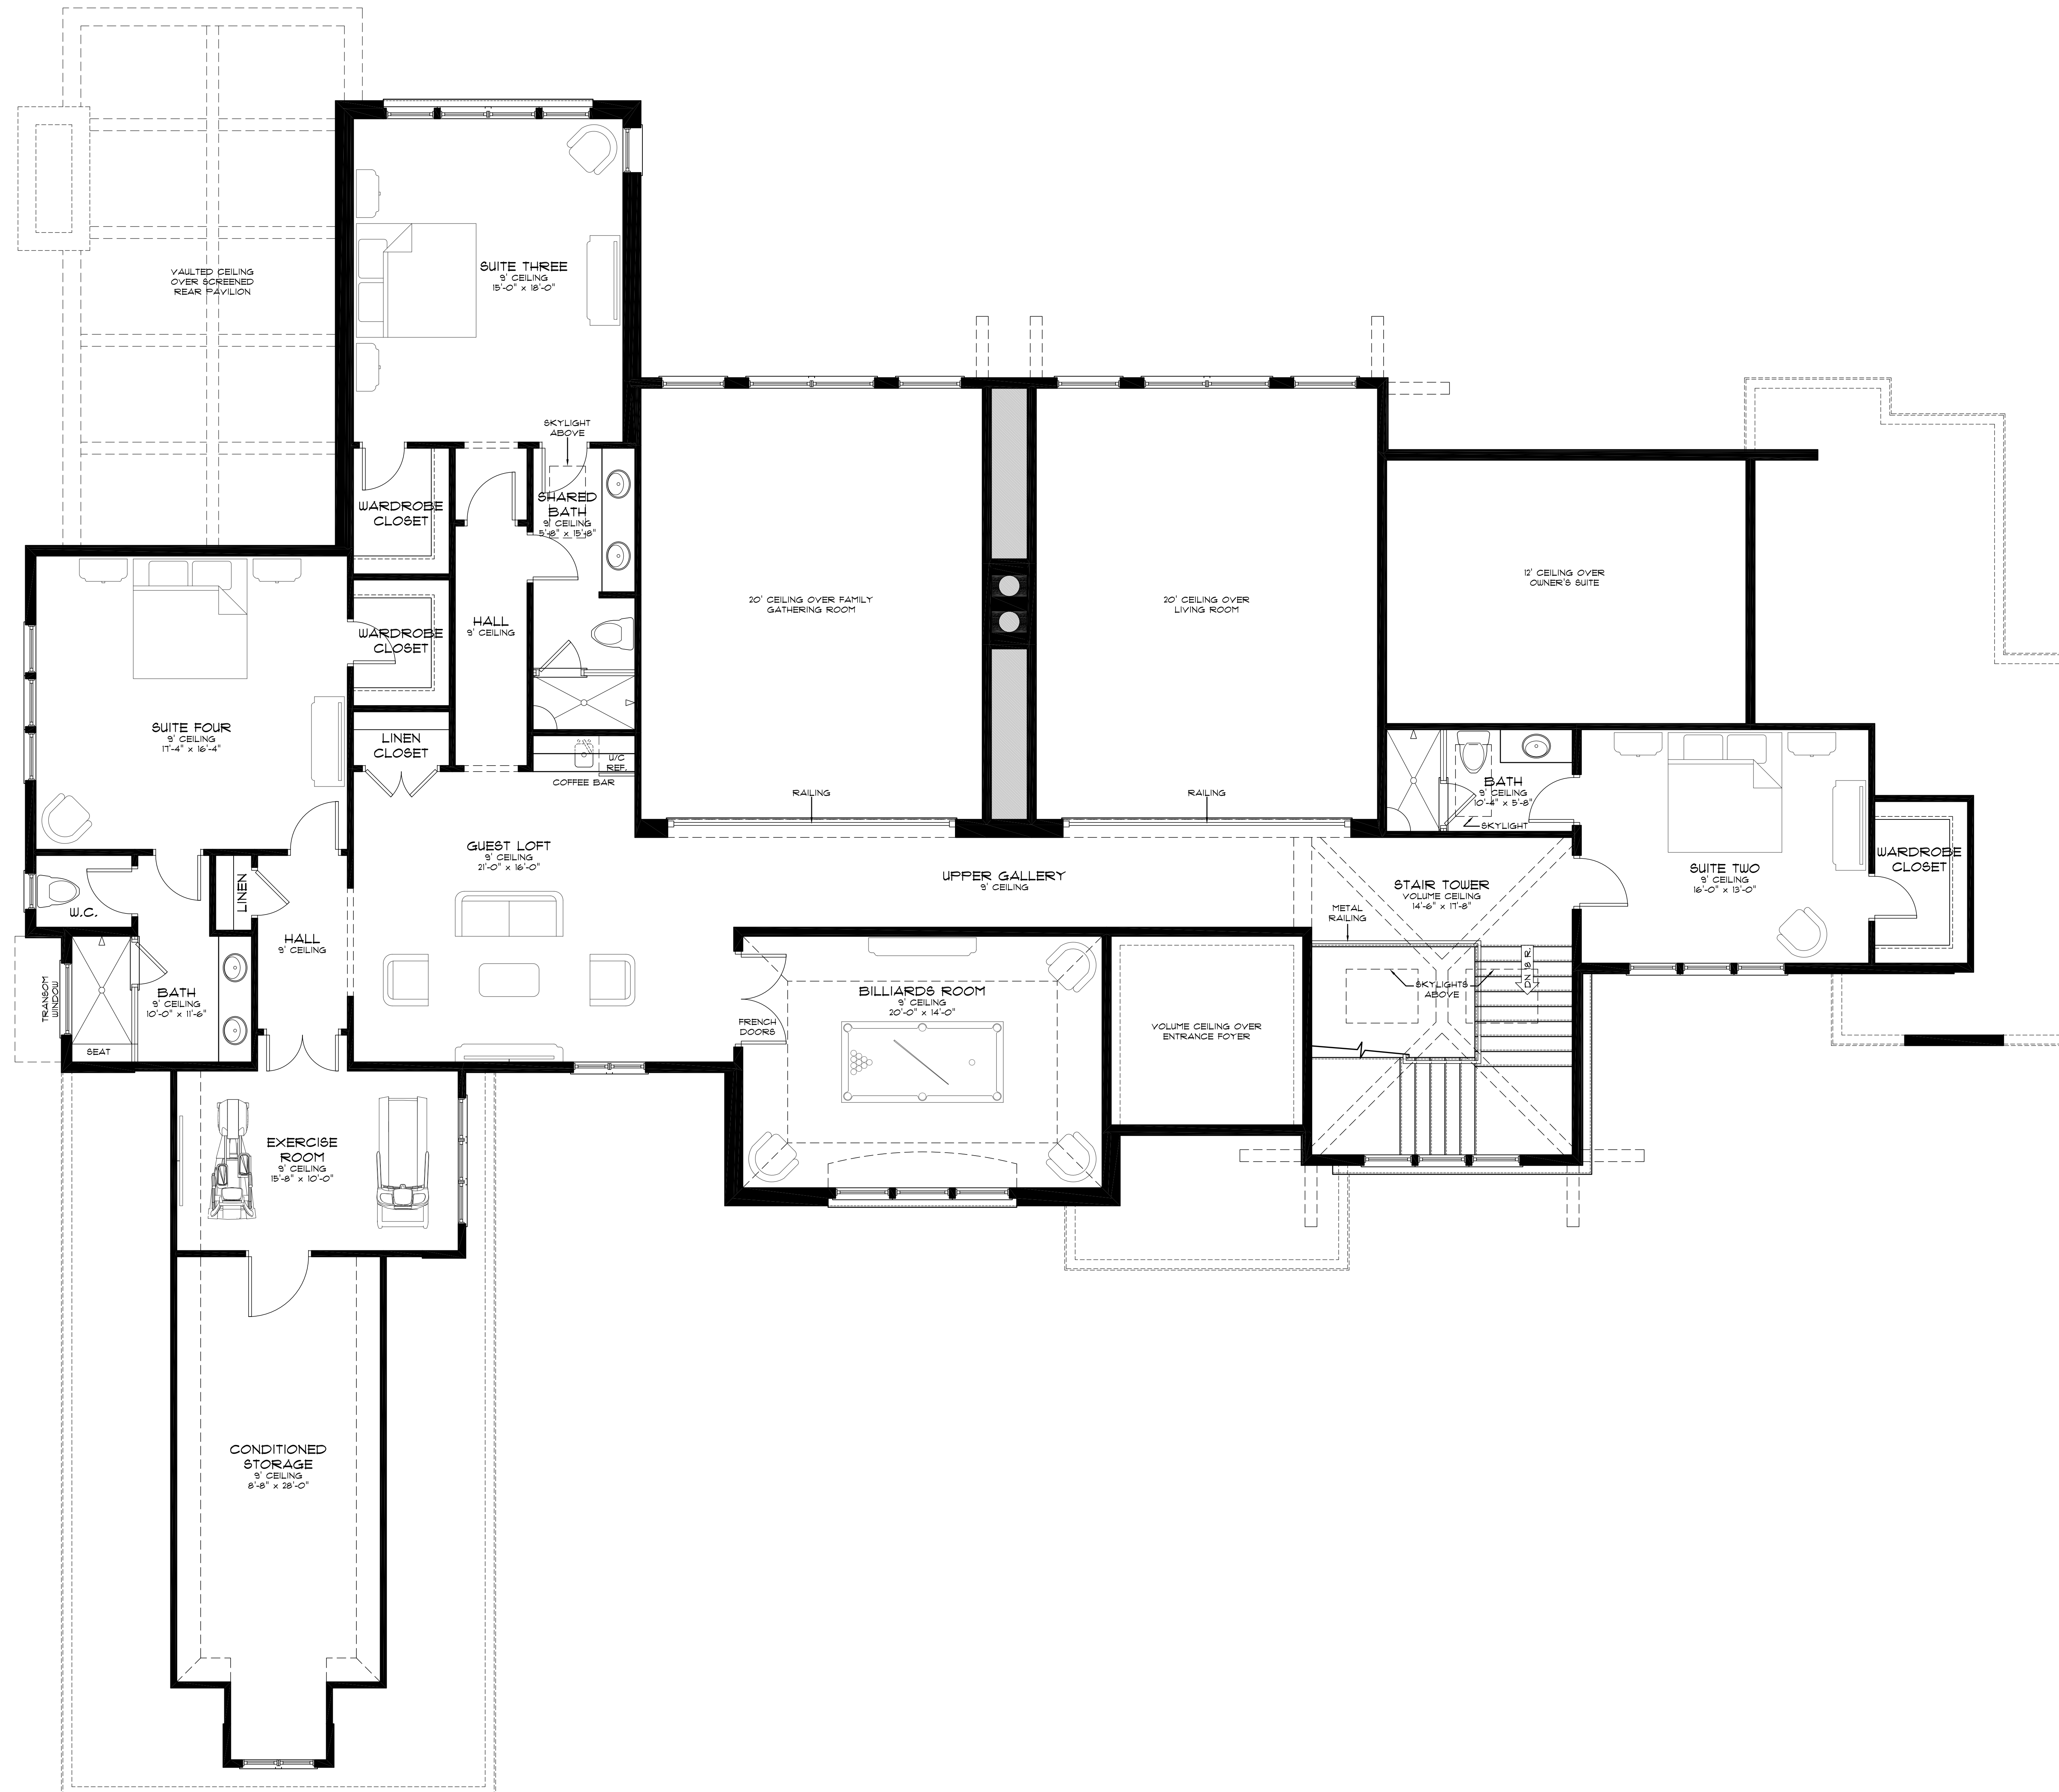 VAULTED CEILING
OVER SCREENED
REAR PAVILION
SUITE THREE
9' CEILING
15'-0" x 18'-0"
SKYLIGHT
ABOVE
WARDROBE
CLOSET
SHARED
BATH
9' CEILING
5'-8" x 15'-8"
HALL
9' CEILING
WARDROBE
CLOSET
20' CEILING OVER FAMILY
GATHERING ROOM
20' CEILING OVER
LIVING ROOM
12' CEILING OVER
OWNER'S SUITE
SUITE FOUR
9' CEILING
17'-4" x 16'-4"
LINEN
CLOSET
U/C
REF.
COFFEE BAR
RAILING
RAILING
BATH
9' CEILING
10'-4" x 5'-8"
SKYLIGHT
GUEST LOFT
9' CEILING
21'-0" x 16'-0"
UPPER GALLERY
9' CEILING
STAIR TOWER
VOLUME CEILING
14'-6" x 17'-8"
SUITE TWO
9' CEILING
16'-0" x 13'-0"
WARDROBE
CLOSET
W.C.
LINEN
METAL
RAILING
HALL
9' CEILING
TRANSOM
WINDOW
BATH
9' CEILING
10'-0" x 11'-6"
SEAT
BILLIARDS ROOM
9' CEILING
20'-0" x 14'-0"
FRENCH
DOORS
VOLUME CEILING OVER
ENTRANCE FOYER
SKYLIGHTS
ABOVE
DN 18 R.
EXERCISE
ROOM
9' CEILING
15'-8" x 10'-0"
CONDITIONED
STORAGE
9' CEILING
8'-8" x 28'-0"